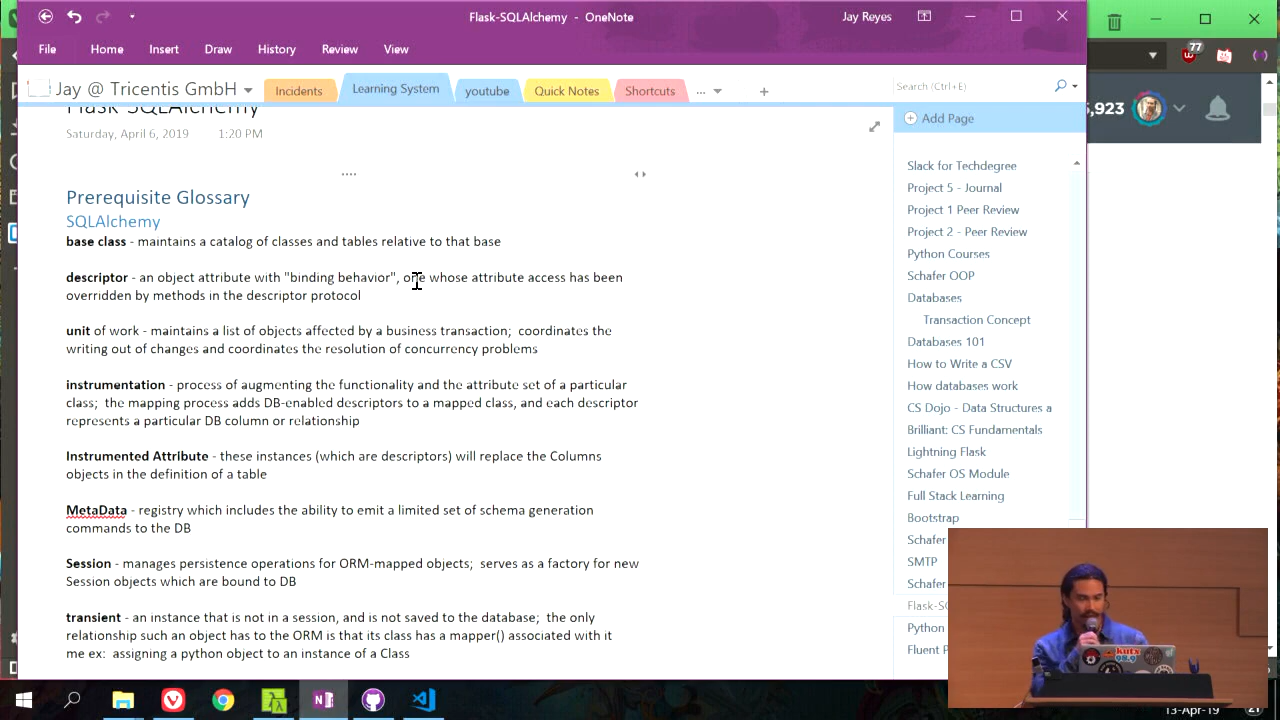 Flask-SQLAlchemy - OneNote
Jay Reyes
File
Home
Insert
Draw
History
Review
View
77
Jay @ Tricentis GmbH
Incidents
Learning System
youtube
Quick Notes
Yellow Shortcuts
Search (Ctrl+E)
5,923
Flask-SQLAlchemy
Saturday, April 6, 2019 1:20 PM
Add Page
Prerequisite Glossary
SQLAlchemy
base class - maintains a catalog of classes and tables relative to that base
descriptor - an object attribute with "binding behavior", one whose attribute access has been
overridden by methods in the descriptor protocol
unit of work - maintains a list of objects affected by a business transaction; coordinates the
writing out of changes and coordinates the resolution of concurrency problems
instrumentation - process of augmenting the functionality and the attribute set of a particular
class; the mapping process adds DB-enabled descriptors to a mapped class, and each descriptor
represents a particular DB column or relationship
Instrumented Attribute - these instances (which are descriptors) will replace the Columns
objects in the definition of a table
MetaData - registry which includes the ability to emit a limited set of schema generation
commands to the DB
Session - manages persistence operations for ORM-mapped objects; serves as a factory for new
Session objects which are bound to DB
transient - an instance that is not in a session, and is not saved to the database; the only
relationship such an object has to the ORM is that its class has a mapper() associated with it
me ex: assigning a python object to an instance of a Class
Slack for Techdegree
Project 5 - Journal
Project 1 Peer Review
Project 2 - Peer Review
Python Courses
Schafer OOP
Databases
Transaction Concept
Databases 101
How to Write a CSV
How databases work
CS Dojo - Data Structures a
Brilliant: CS Fundamentals
Lightning Flask
Schafer OS Module
Full Stack Learning
Bootstrap
Schafer
SMTP
Schafer
Flask-SQ
Python
Fluent P
kutx
98.9
13-Apr-19
21